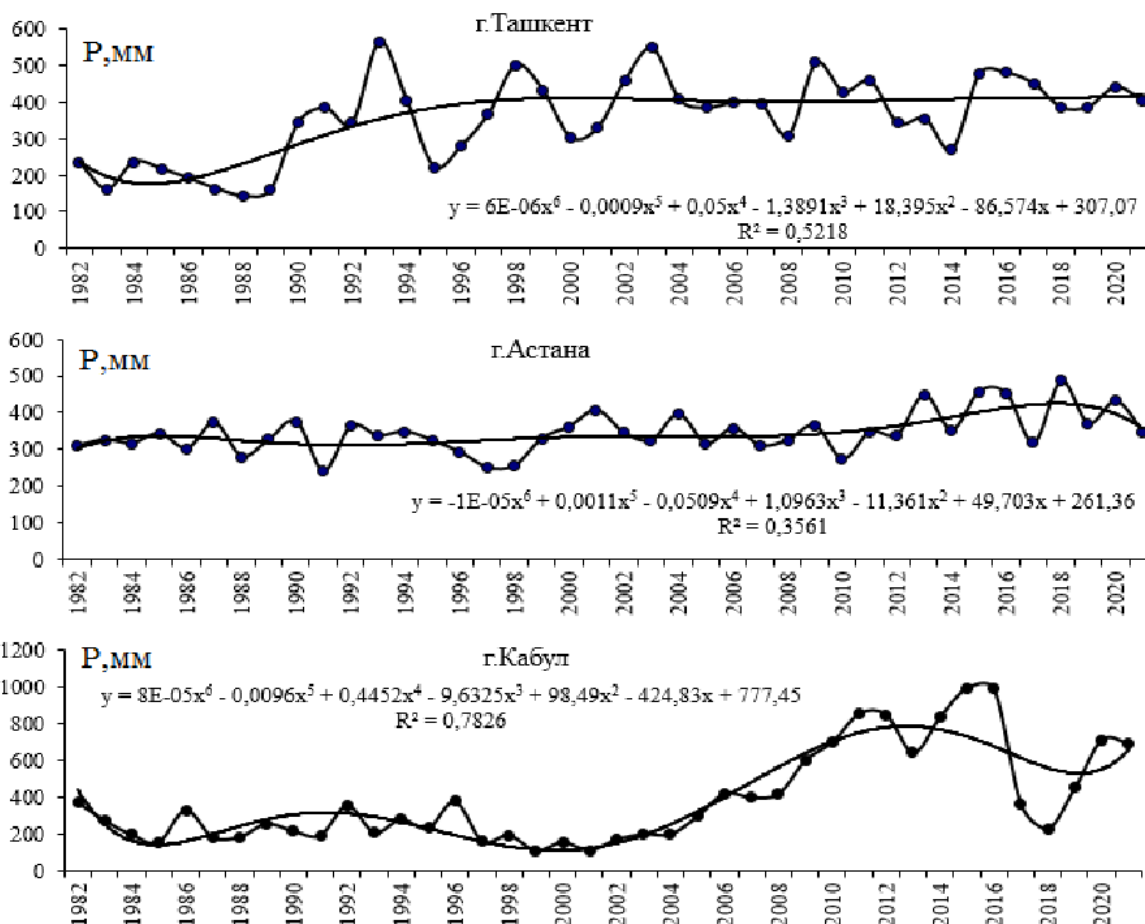 г.Ташкент
P,мм
600
500
400
300
200
100
0
y = 6E-06x⁶ - 0,0009x⁵ + 0,05x⁴ - 1,3891x³ + 18,395x² - 86,574x + 307,07
R² = 0,5218
1982 1984 1986 1988 1990 1992 1994 1996 1998 2000 2002 2004 2006 2008 2010 2012 2014 2016 2018 2020
г.Астана
P,мм
600
500
400
300
200
100
0
y = -1E-05x⁶ + 0,0011x⁵ - 0,0509x⁴ + 1,0963x³ - 11,361x² + 49,703x + 261,36
R² = 0,3561
1982 1984 1986 1988 1990 1992 1994 1996 1998 2000 2002 2004 2006 2008 2010 2012 2014 2016 2018 2020
г.Кабул
P,мм
1200
1000
800
600
400
200
0
y = 8E-05x⁶ - 0,0096x⁵ + 0,4452x⁴ - 9,6325x³ + 98,49x² - 424,83x + 777,45
R² = 0,7826
1982 1984 1986 1988 1990 1992 1994 1996 1998 2000 2002 2004 2006 2008 2010 2012 2014 2016 2018 2020